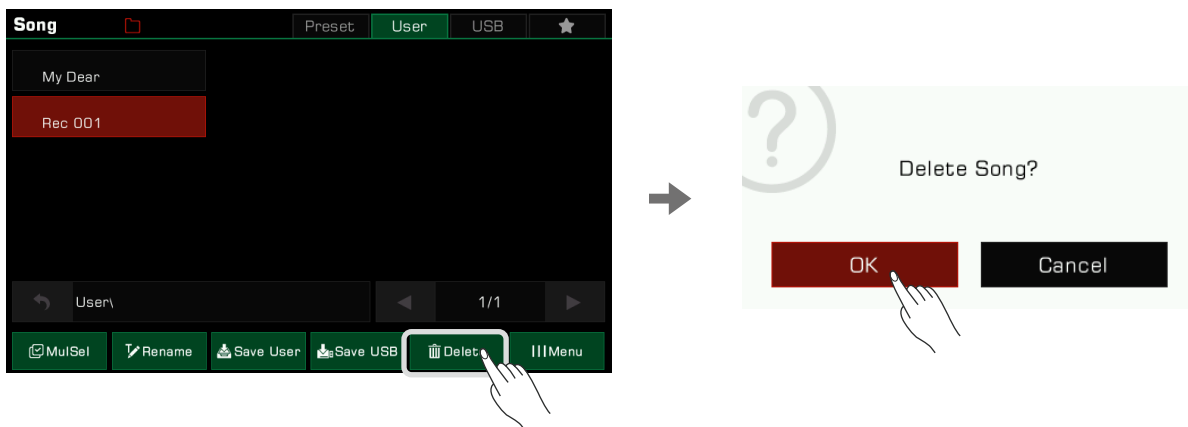 Song Preset User USB
My Dear
Rec 001
User\ 1/1
MulSel Rename Save User Save USB Delete Menu
Delete Song?
OK Cancel